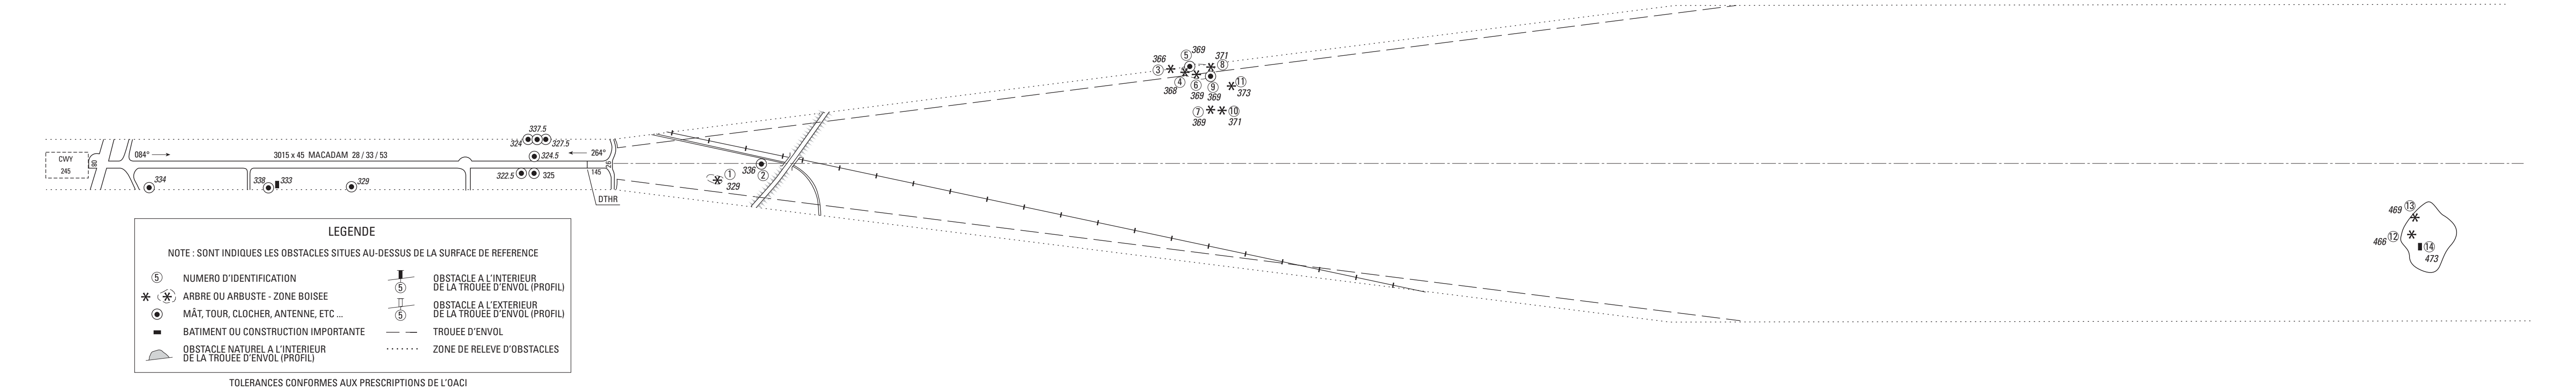 369
366
371
⑤
⑧
③
④
⑥
⑨
⑪
368
369
369
373
⑦
⑩
369
371
337.5
324
327.5
CWY
245
08
084°
3015 x 45 MACADAM 28 / 33 / 53
324.5
264°
26
145
322.5
325
334
338
333
329
DTHR
336
①
②
329
469
⑬
466
⑫
⑭
473
LEGENDE
NOTE : SONT INDIQUES LES OBSTACLES SITUES AU-DESSUS DE LA SURFACE DE REFERENCE
⑤ NUMERO D'IDENTIFICATION
ARBRE OU ARBUSTE - ZONE BOISEE
MÂT, TOUR, CLOCHER, ANTENNE, ETC ...
BATIMENT OU CONSTRUCTION IMPORTANTE
OBSTACLE NATUREL A L'INTERIEUR
DE LA TROUEE D'ENVOL (PROFIL)
OBSTACLE A L'INTERIEUR
⑤ DE LA TROUEE D'ENVOL (PROFIL)
OBSTACLE A L'EXTERIEUR
⑤ DE LA TROUEE D'ENVOL (PROFIL)
TROUEE D'ENVOL
ZONE DE RELEVE D'OBSTACLES
TOLERANCES CONFORMES AUX PRESCRIPTIONS DE L'OACI